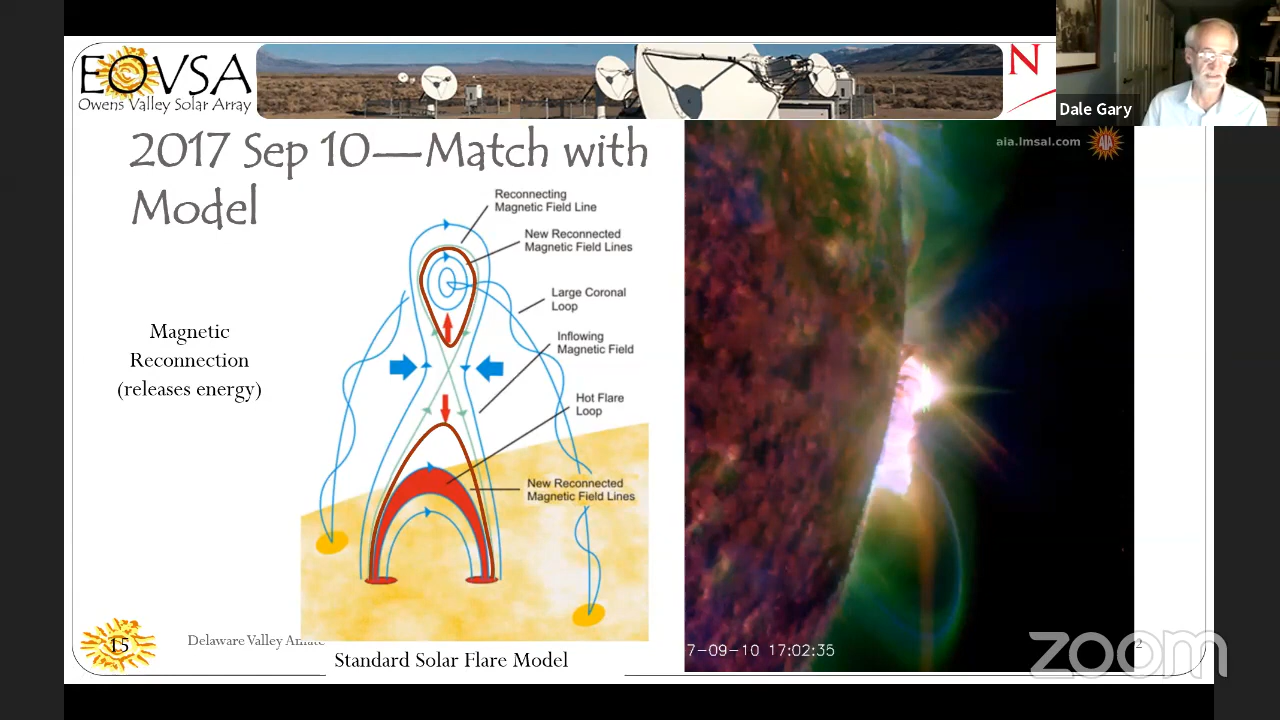 EOVSA
Owens Valley Solar Array
N
Dale Gary
2017 Sep 10—Match with
Model
aia.lmsal.com
AIA
Reconnecting
Magnetic Field Line
New Reconnected
Magnetic Field Lines
Large Coronal
Loop
Inflowing
Magnetic Field
Hot Flare
Loop
New Reconnected
Magnetic Field Lines
Magnetic
Reconnection
(releases energy)
15
Delaware Valley
Standard Solar Flare Model
7-09-10 17:02:35
2
zoom